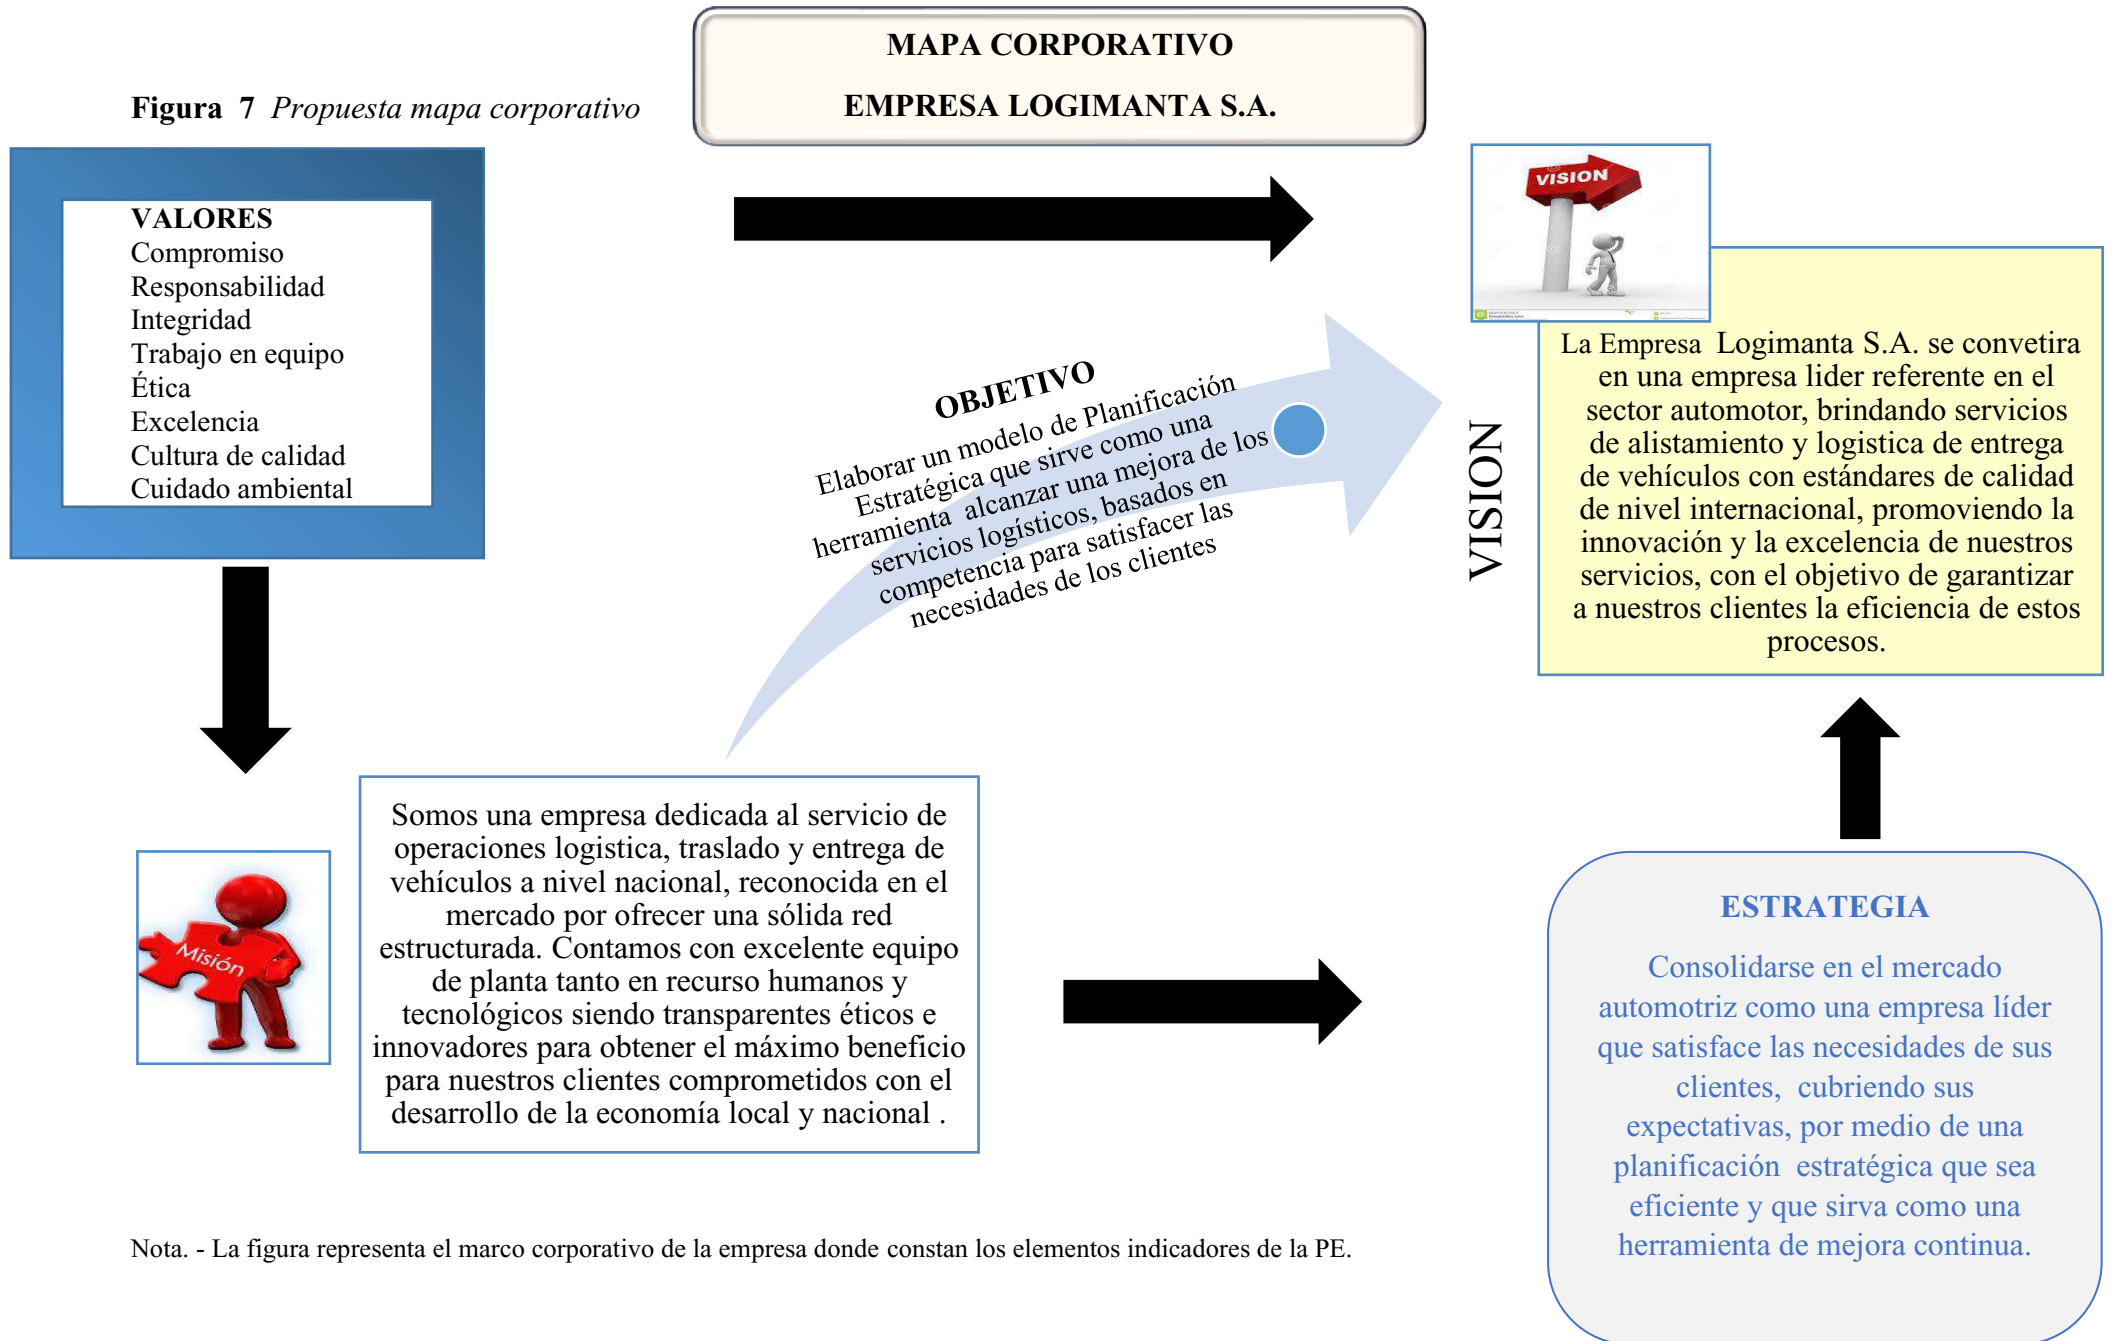 MAPA CORPORATIVO
EMPRESA LOGIMANTA S.A.
Figura 7 Propuesta mapa corporativo
VALORES
Compromiso
Responsabilidad
Integridad
Trabajo en equipo
Ética
Excelencia
Cultura de calidad
Cuidado ambiental
OBJETIVO
Elaborar un modelo de Planificación
Estratégica que sirve como una
herramienta alcanzar una mejora de los
servicios logísticos, basados en
competencia para satisfacer las
necesidades de los clientes
VISION
VISION
La Empresa Logimanta S.A. se convetira
en una empresa lider referente en el
sector automotor, brindando servicios
de alistamiento y logistica de entrega
de vehículos con estándares de calidad
de nivel internacional, promoviendo la
innovación y la excelencia de nuestros
servicios, con el objetivo de garantizar
a nuestros clientes la eficiencia de estos
procesos.
Misión
Somos una empresa dedicada al servicio de
operaciones logistica, traslado y entrega de
vehículos a nivel nacional, reconocida en el
mercado por ofrecer una sólida red
estructurada. Contamos con excelente equipo
de planta tanto en recurso humanos y
tecnológicos siendo transparentes éticos e
innovadores para obtener el máximo beneficio
para nuestros clientes comprometidos con el
desarrollo de la economía local y nacional .
ESTRATEGIA
Consolidarse en el mercado
automotriz como una empresa líder
que satisface las necesidades de sus
clientes, cubriendo sus
expectativas, por medio de una
planificación estratégica que sea
eficiente y que sirva como una
herramienta de mejora continua.
Nota. - La figura representa el marco corporativo de la empresa donde constan los elementos indicadores de la PE.